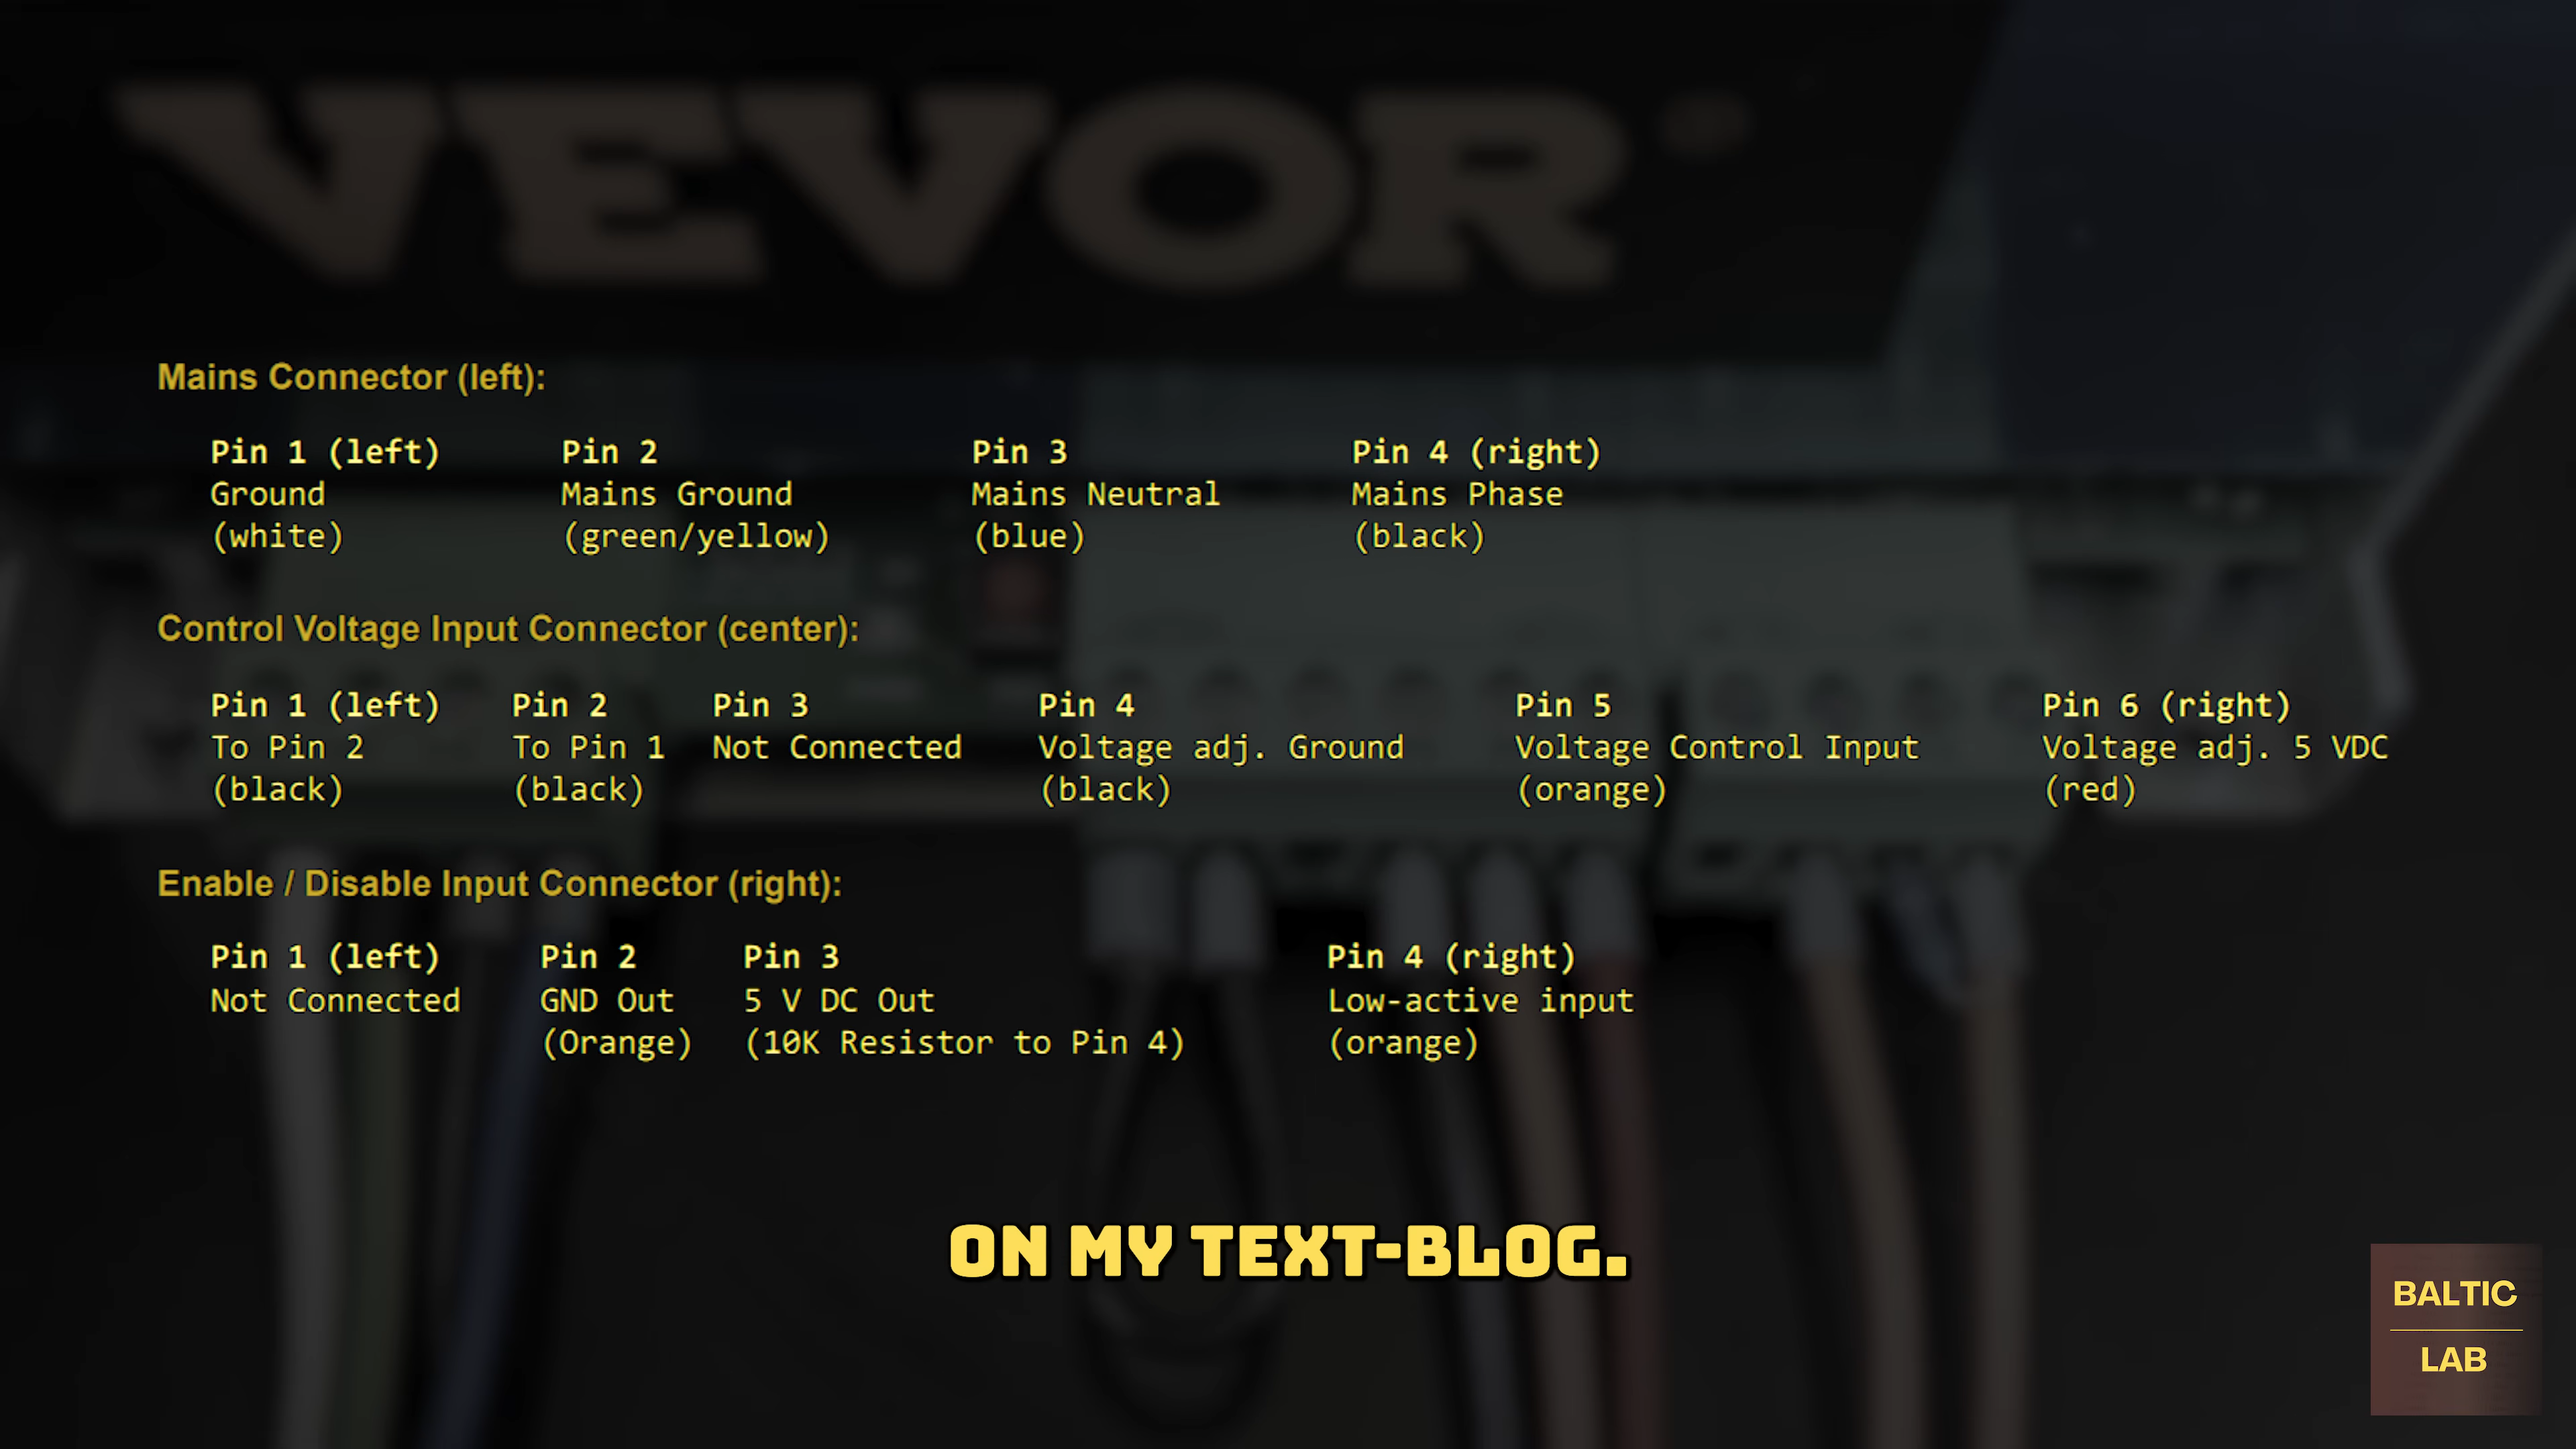 VEVOR
Mains Connector (left):
Pin 1 (left) Pin 2 Pin 3 Pin 4 (right)
Ground Mains Ground Mains Neutral Mains Phase
(white) (green/yellow) (blue) (black)
Control Voltage Input Connector (center):
Pin 1 (left) Pin 2 Pin 3 Pin 4 Pin 5 Pin 6 (right)
To Pin 2 To Pin 1 Not Connected Voltage adj. Ground Voltage Control Input Voltage adj. 5 VDC
(black) (black) (black) (orange) (red)
Enable / Disable Input Connector (right):
Pin 1 (left) Pin 2 Pin 3 Pin 4 (right)
Not Connected GND Out 5 V DC Out Low-active input
(Orange) (10K Resistor to Pin 4) (orange)
ON MY TEXT-BLOG.
BALTIC
LAB